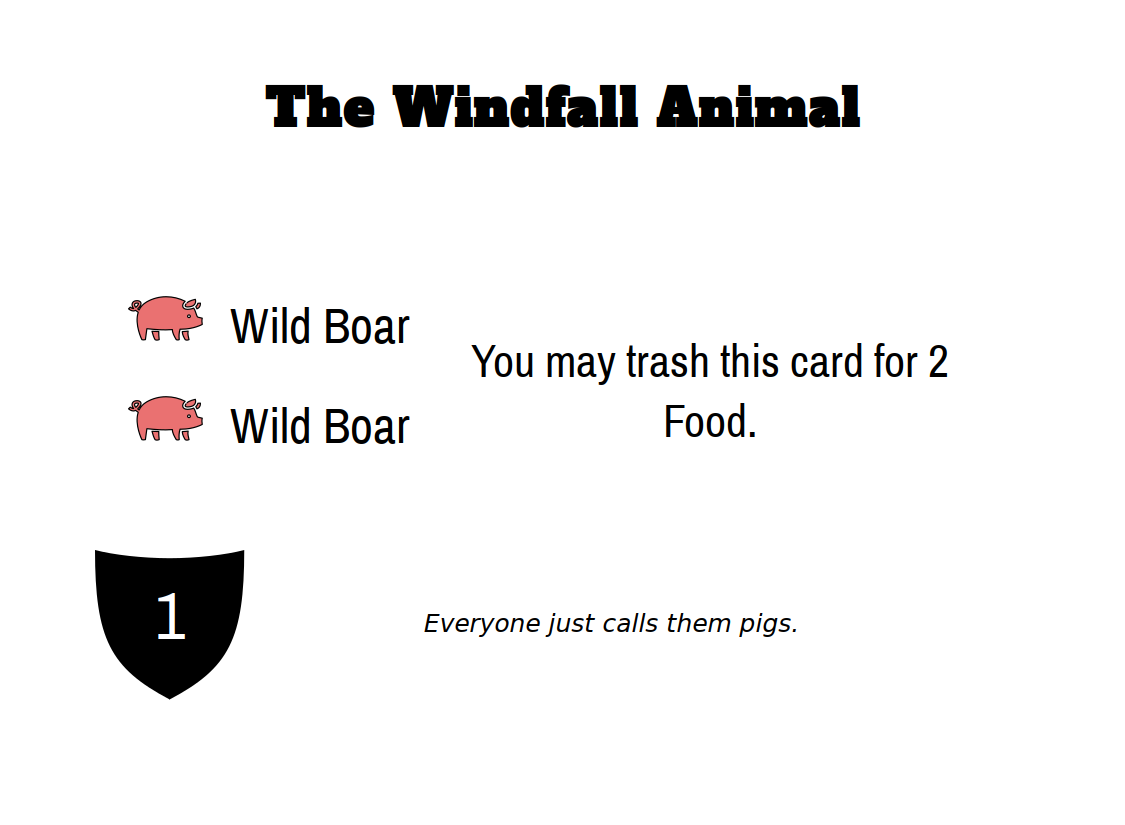 The Windfall Animal
Wild Boar
Wild Boar
You may trash this card for 2
Food.
1
Everyone just calls them pigs.